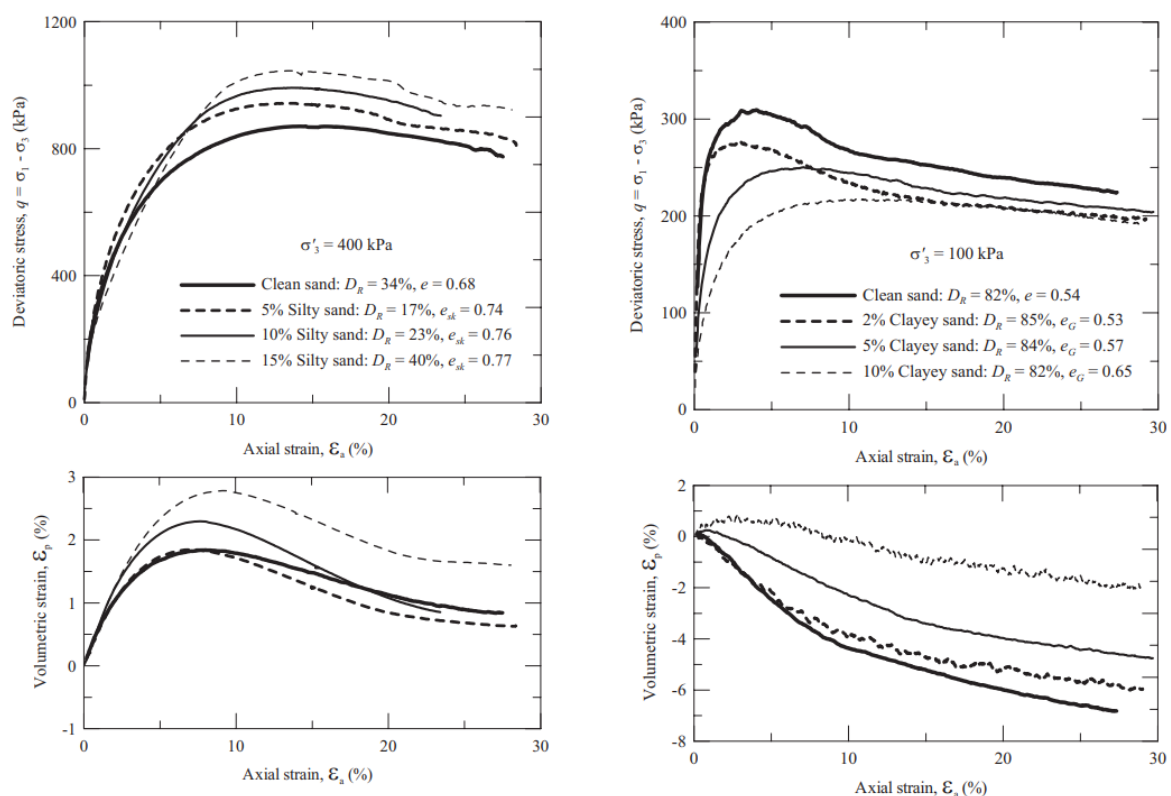 1200
800
400
0
Deviatoric stress, q = σ1 - σ3 (kPa)
σ′3 = 400 kPa
Clean sand: DR = 34%, e = 0.68
5% Silty sand: DR = 17%, esk = 0.74
10% Silty sand: DR = 23%, esk = 0.76
15% Silty sand: DR = 40%, esk = 0.77
0 10 20 30
Axial strain, εa (%)
3
2
1
0
-1
Volumetric strain, εp (%)
0 10 20 30
Axial strain, εa (%)
400
300
200
100
0
Deviatoric stress, q = σ1 - σ3 (kPa)
σ′3 = 100 kPa
Clean sand: DR = 82%, e = 0.54
2% Clayey sand: DR = 85%, eG = 0.53
5% Clayey sand: DR = 84%, eG = 0.57
10% Clayey sand: DR = 82%, eG = 0.65
0 10 20 30
Axial strain, εa (%)
2
0
-2
-4
-6
-8
Volumetric strain, εp (%)
0 10 20 30
Axial strain, εa (%)